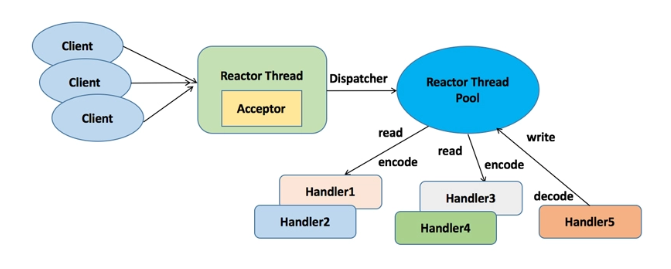 Client
Client
Client
Reactor Thread
Acceptor
Dispatcher
Reactor Thread
Pool
read
encode
read
encode
write
decode
Handler1
Handler2
Handler3
Handler4
Handler5